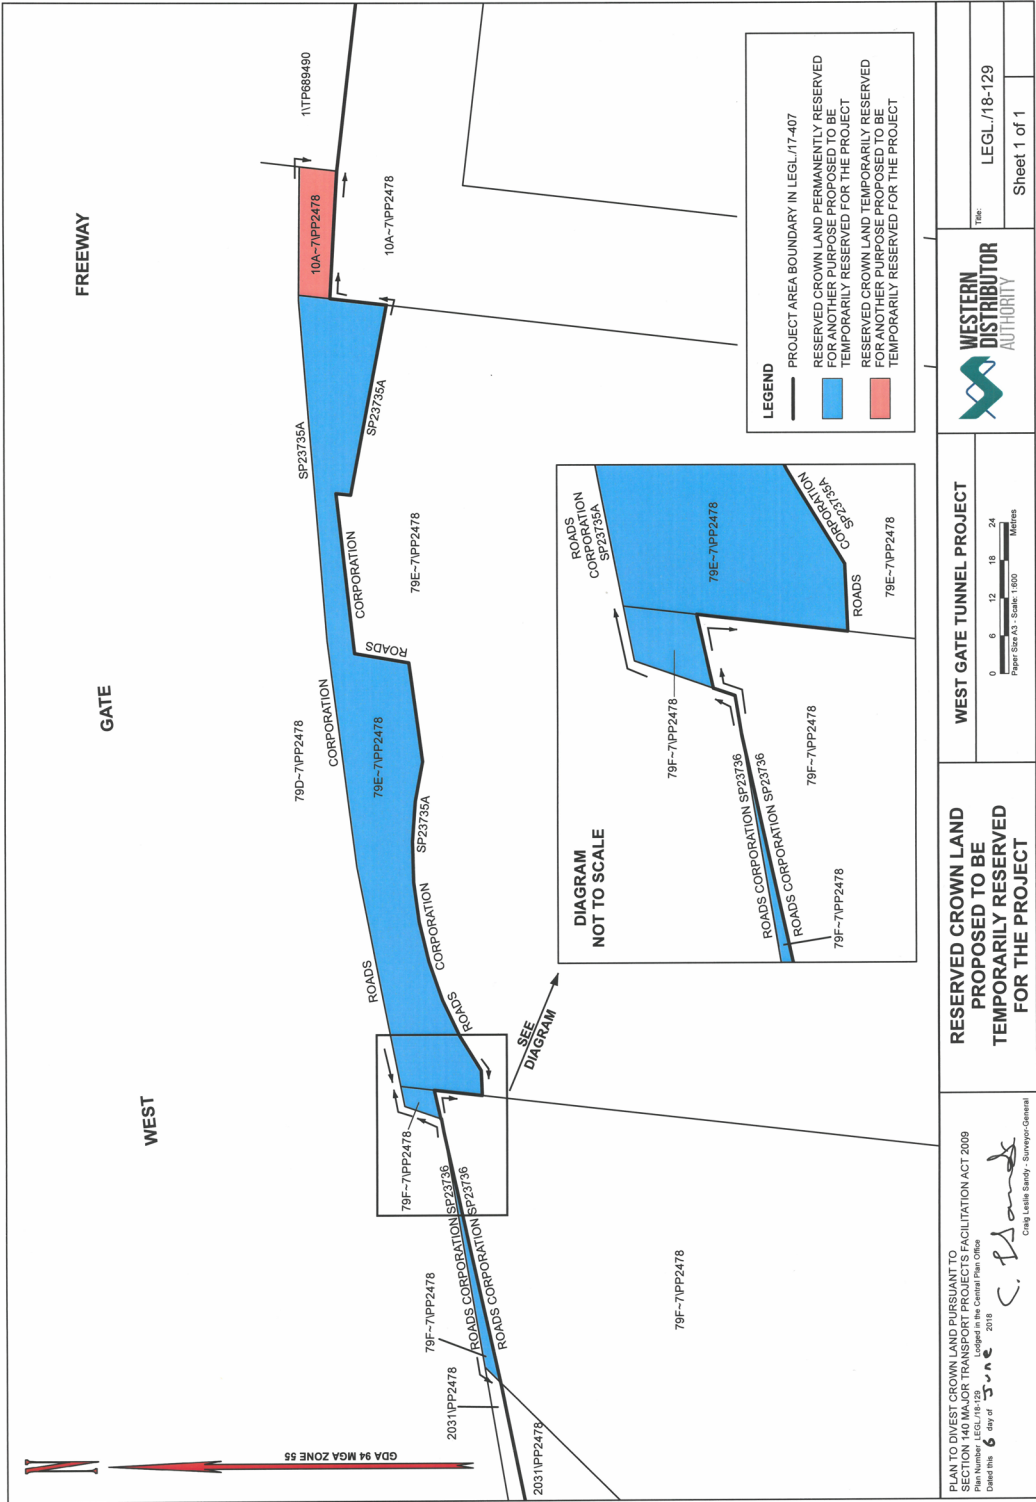 WEST
GATE
FREEWAY
1\TP689490
10A~7\PP2478
10A~7\PP2478
SP23735A
SP23735A
79D~7\PP2478
ROADS
CORPORATION
79E~7\PP2478
ROADS
CORPORATION
79E~7\PP2478
ROADS
CORPORATION
SP23735A
79F~7\PP2478
SEE
DIAGRAM
ROADS CORPORATION SP23736
ROADS CORPORATION SP23736
79F~7\PP2478
79F~7\PP2478
2031\PP2478
2031\PP2478
N
GDA 94 MGA ZONE 55
DIAGRAM
NOT TO SCALE
ROADS
CORPORATION
SP23735A
79E~7\PP2478
CORPORATION
SP23735A
ROADS
79E~7\PP2478
79F~7\PP2478
79F~7\PP2478
ROADS CORPORATION SP23736
ROADS CORPORATION SP23736
79F~7\PP2478
LEGEND
PROJECT AREA BOUNDARY IN LEGL./17-407
RESERVED CROWN LAND PERMANENTLY RESERVED
FOR ANOTHER PURPOSE PROPOSED TO BE
TEMPORARILY RESERVED FOR THE PROJECT
RESERVED CROWN LAND TEMPORARILY RESERVED
FOR ANOTHER PURPOSE PROPOSED TO BE
TEMPORARILY RESERVED FOR THE PROJECT
PLAN TO DIVEST CROWN LAND PURSUANT TO
SECTION 140 MAJOR TRANSPORT PROJECTS FACILITATION ACT 2009
Plan Number LEGL./18-129 Lodged in the Central Plan Office
Dated this 6 day of June 2018
Craig Leslie Sandy - Surveyor-General
RESERVED CROWN LAND
PROPOSED TO BE
TEMPORARILY RESERVED
FOR THE PROJECT
WEST GATE TUNNEL PROJECT
0 6 12 18 24
Metres
Paper Size A3 - Scale: 1:600
WESTERN
DISTRIBUTOR
AUTHORITY
Title:
LEGL./18-129
Sheet 1 of 1